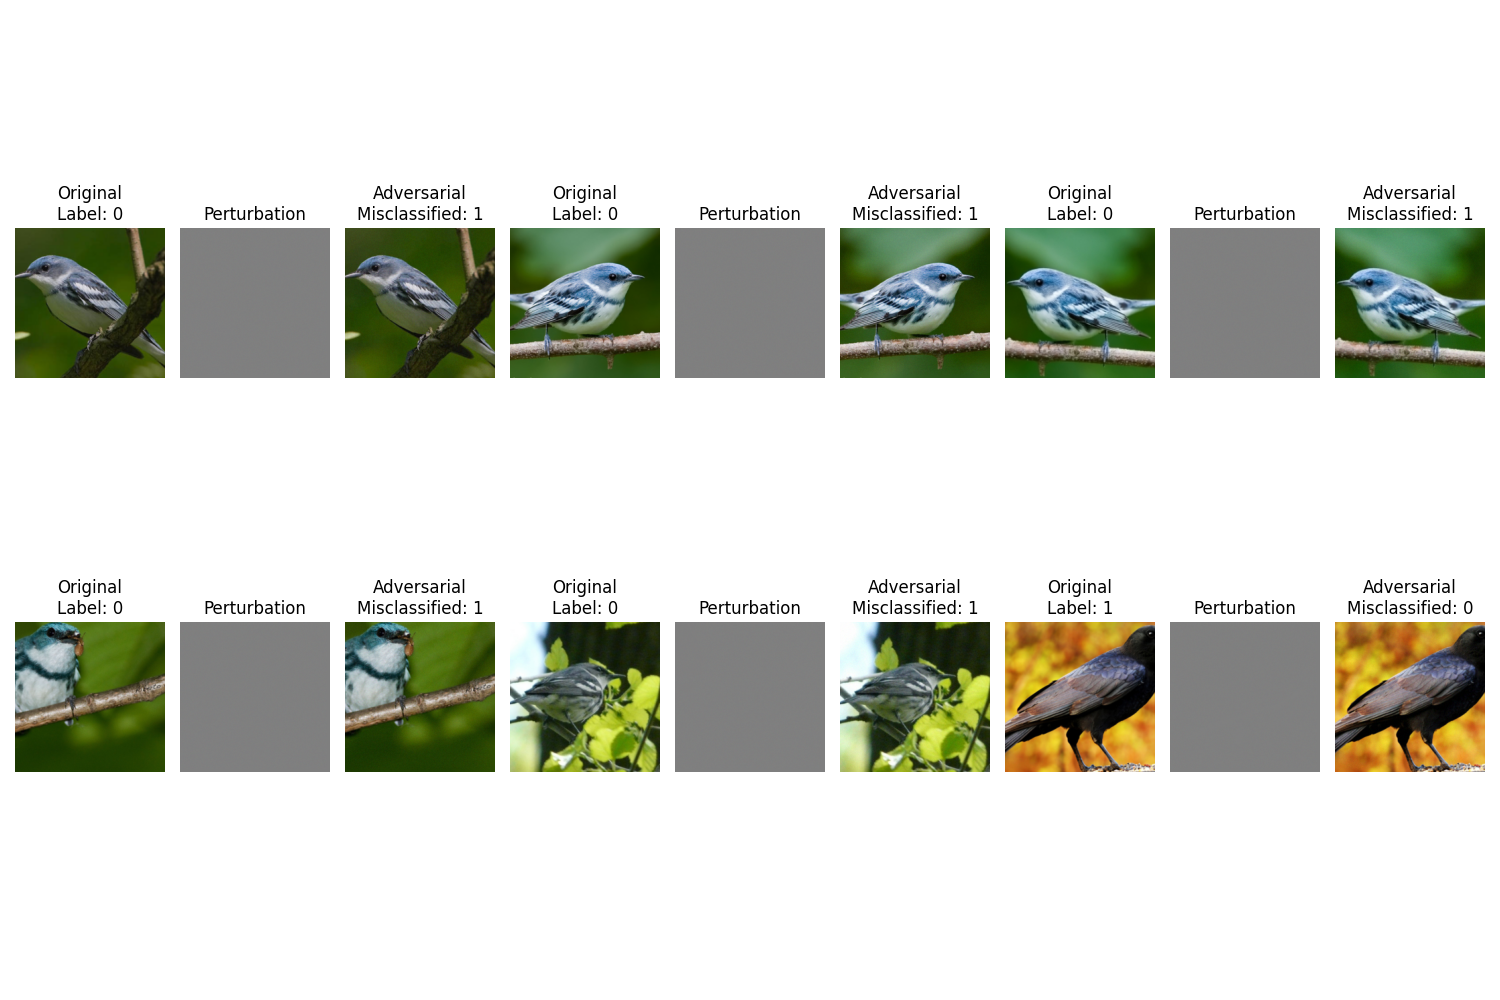 Original
Label: 0
Perturbation
Adversarial
Misclassified: 1
Original
Label: 0
Perturbation
Adversarial
Misclassified: 1
Original
Label: 0
Perturbation
Adversarial
Misclassified: 1
Original
Label: 0
Perturbation
Adversarial
Misclassified: 1
Original
Label: 0
Perturbation
Adversarial
Misclassified: 1
Original
Label: 1
Perturbation
Adversarial
Misclassified: 0